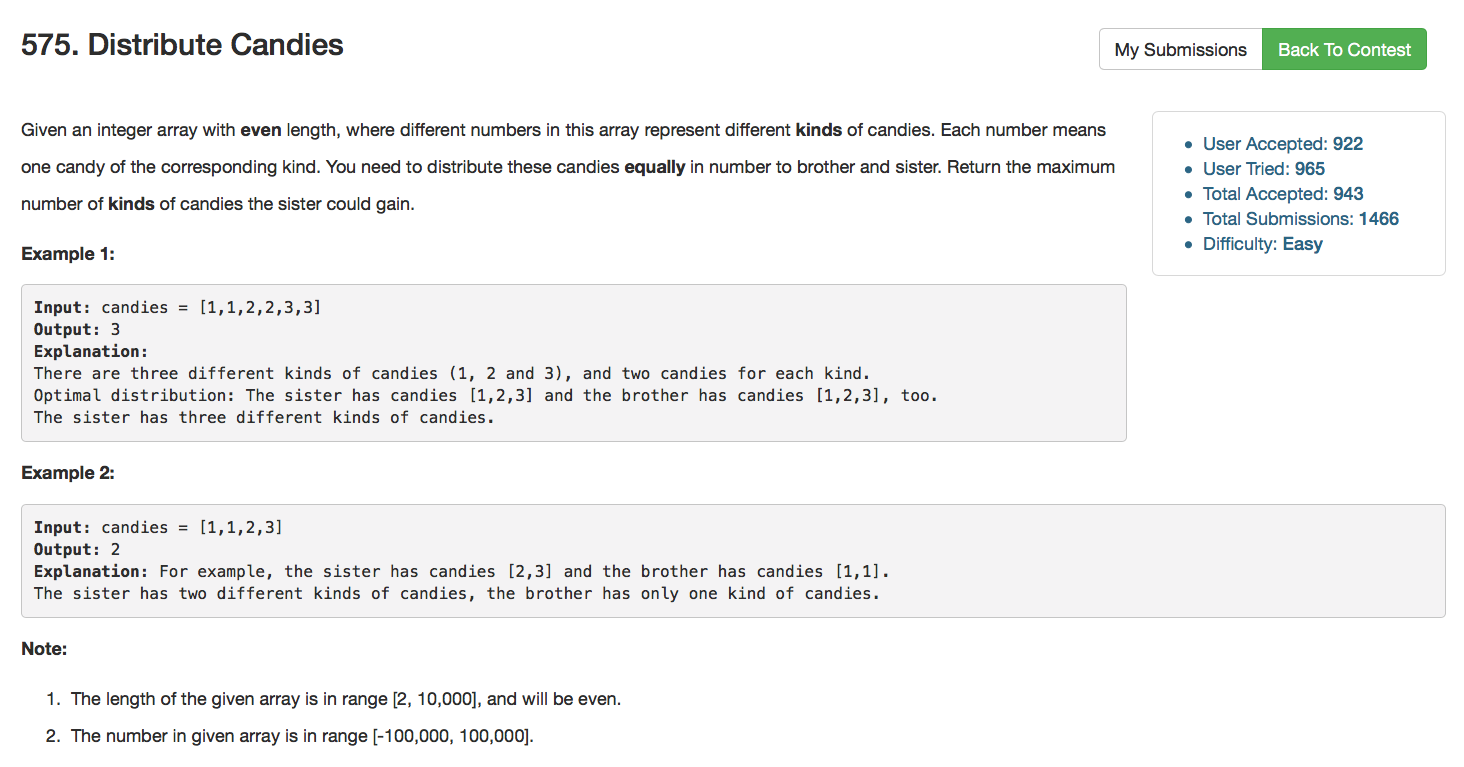 575. Distribute Candies
My Submissions
Back To Contest
Given an integer array with even length, where different numbers in this array represent different kinds of candies. Each number means
one candy of the corresponding kind. You need to distribute these candies equally in number to brother and sister. Return the maximum
number of kinds of candies the sister could gain.
User Accepted: 922
User Tried: 965
Total Accepted: 943
Total Submissions: 1466
Difficulty: Easy
Example 1:
Input: candies = [1,1,2,2,3,3]
Output: 3
Explanation:
There are three different kinds of candies (1, 2 and 3), and two candies for each kind.
Optimal distribution: The sister has candies [1,2,3] and the brother has candies [1,2,3], too.
The sister has three different kinds of candies.
Example 2:
Input: candies = [1,1,2,3]
Output: 2
Explanation: For example, the sister has candies [2,3] and the brother has candies [1,1].
The sister has two different kinds of candies, the brother has only one kind of candies.
Note:
1. The length of the given array is in range [2, 10,000], and will be even.
2. The number in given array is in range [-100,000, 100,000].